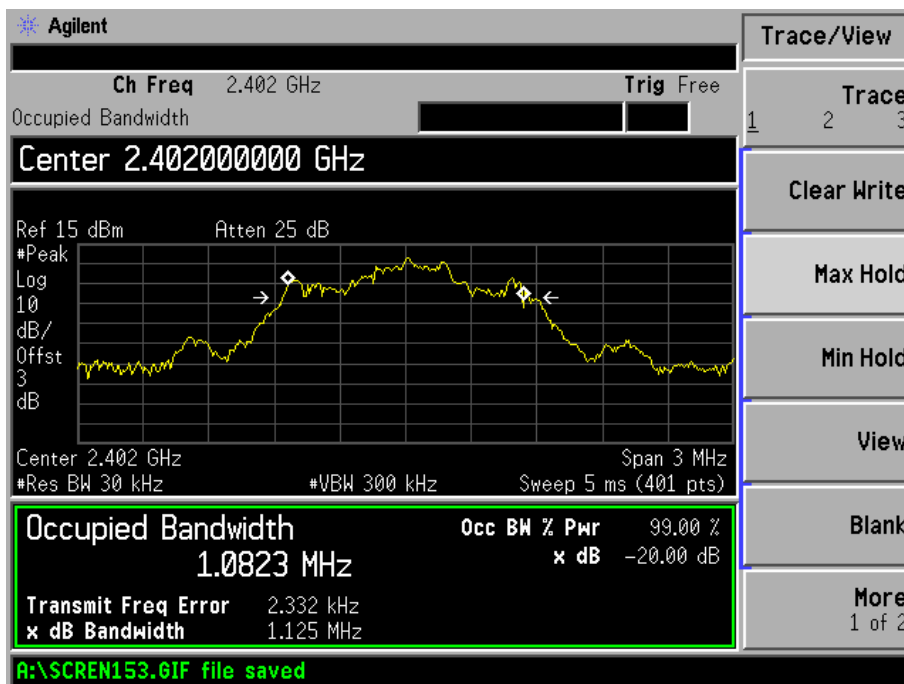 Agilent
Trace/View
Ch Freq 2.402 GHz Trig Free
Occupied Bandwidth
Trace
1 2 3
Center 2.402000000 GHz
Clear Write
Ref 15 dBm Atten 25 dB
#Peak
Log
10
dB/
Offst
3
dB
Max Hold
Min Hold
View
Center 2.402 GHz Span 3 MHz
#Res BW 30 kHz #VBW 300 kHz Sweep 5 ms (401 pts)
Occupied Bandwidth Occ BW % Pwr 99.00 %
1.0823 MHz x dB -20.00 dB
Blank
Transmit Freq Error 2.332 kHz
x dB Bandwidth 1.125 MHz
More
1 of 2
A:\SCREN153.GIF file saved